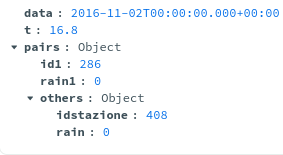 data : 2016-11-02T00:00:00.000+00:00
t : 16.8
pairs : Object
id1 : 286
rain1 : 0
others : Object
idstazione : 408
rain : 0